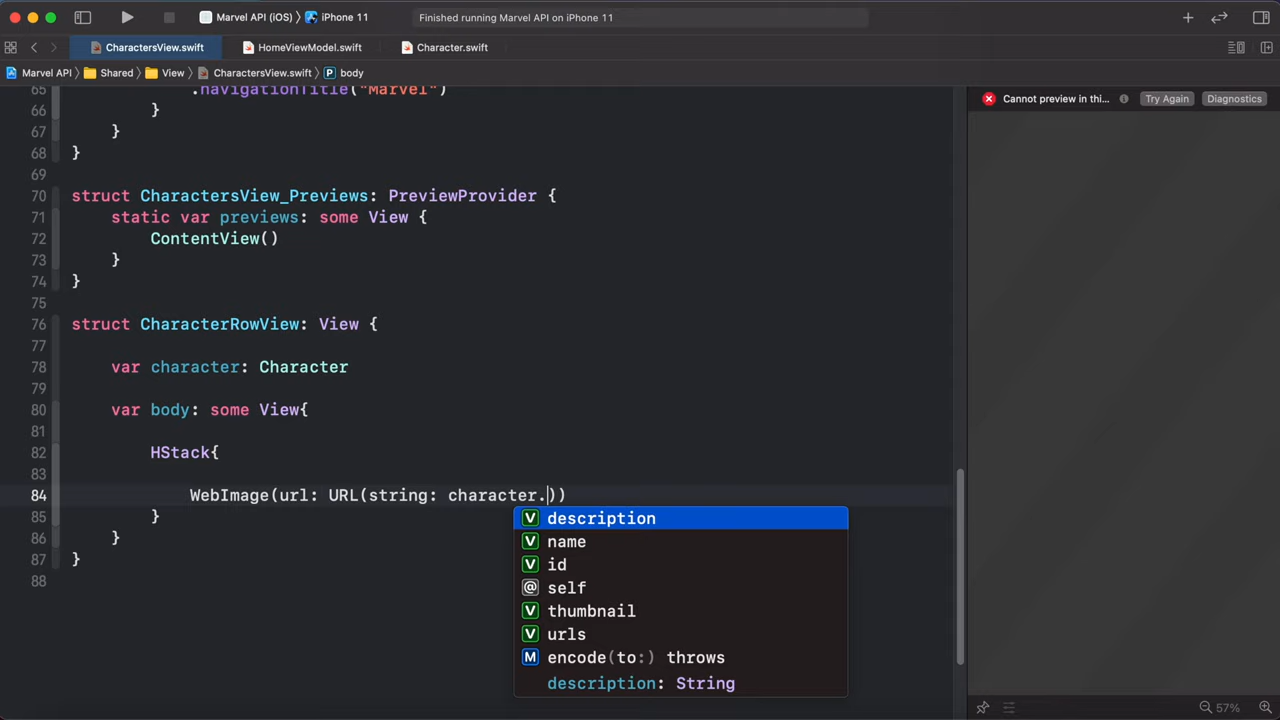 Marvel API (iOS) 〉 iPhone 11
Finished running Marvel API on iPhone 11
CharactersView.swift
HomeViewModel.swift
Character.swift
Marvel API 〉 Shared 〉 View 〉 CharactersView.swift 〉 P body
Cannot preview in thi...
Try Again
Diagnostics
65 .navigationTitle("Marvel")
66 }
67 }
68 }
69
70 struct CharactersView_Previews: PreviewProvider {
71 static var previews: some View {
72 ContentView()
73 }
74 }
75
76 struct CharacterRowView: View {
77
78 var character: Character
79
80 var body: some View{
81
82 HStack{
83
84 WebImage(url: URL(string: character.))
85 }
86 }
87 }
88
V description
V name
V id
@ self
V thumbnail
V urls
M encode(to:) throws
description: String
57%